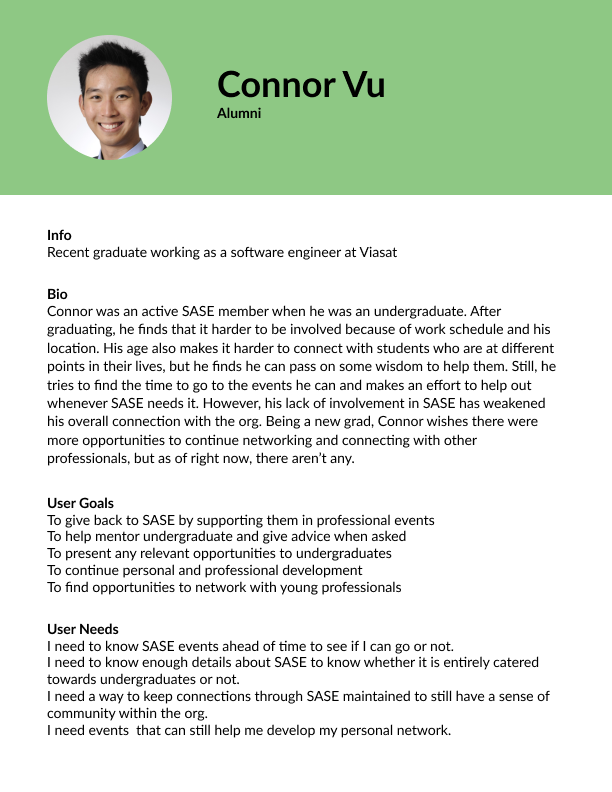 Connor Vu
Alumni
Info
Recent graduate working as a software engineer at Viasat
Bio
Connor was an active SASE member when he was an undergraduate. After
graduating, he finds that it harder to be involved because of work schedule and his
location. His age also makes it harder to connect with students who are at different
points in their lives, but he finds he can pass on some wisdom to help them. Still, he
tries to find the time to go to the events he can and makes an effort to help out
whenever SASE needs it. However, his lack of involvement in SASE has weakened
his overall connection with the org. Being a new grad, Connor wishes there were
more opportunities to continue networking and connecting with other
professionals, but as of right now, there aren’t any.
User Goals
To give back to SASE by supporting them in professional events
To help mentor undergraduate and give advice when asked
To present any relevant opportunities to undergraduates
To continue personal and professional development
To find opportunities to network with young professionals
User Needs
I need to know SASE events ahead of time to see if I can go or not.
I need to know enough details about SASE to know whether it is entirely catered
towards undergraduates or not.
I need a way to keep connections through SASE maintained to still have a sense of
community within the org.
I need events  that can still help me develop my personal network.